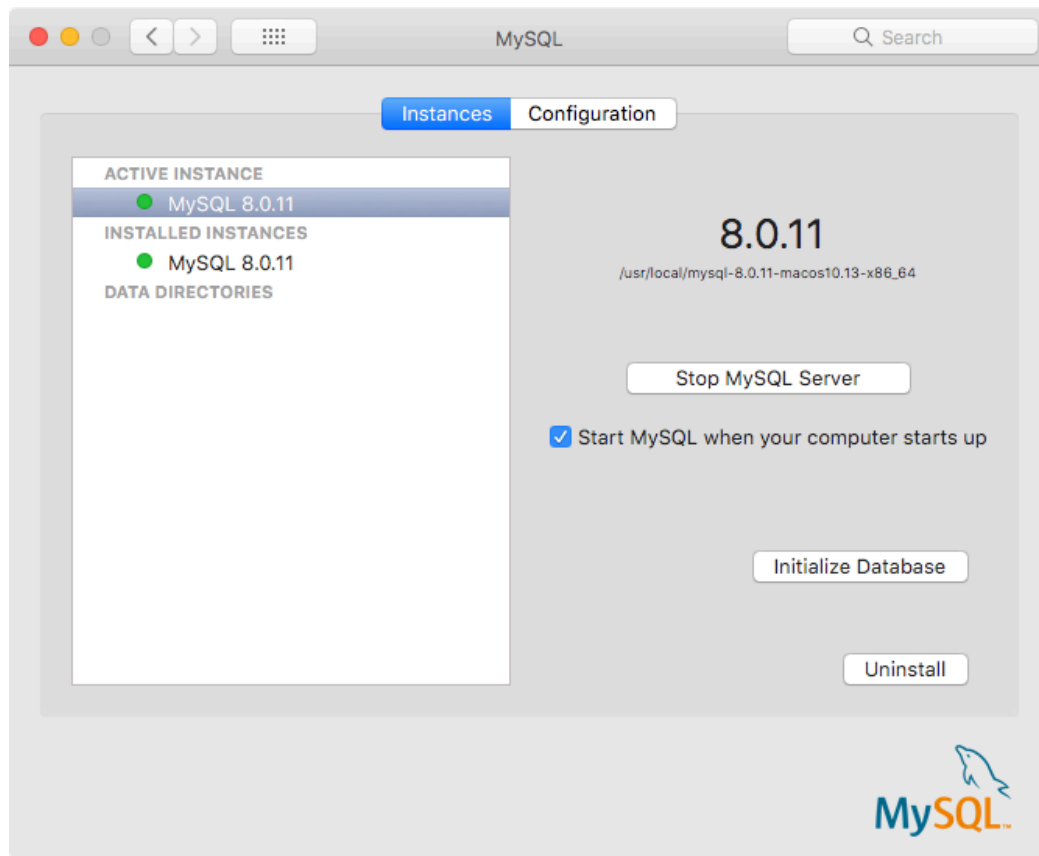 MySQL
Search
Instances
Configuration
ACTIVE INSTANCE
MySQL 8.0.11
INSTALLED INSTANCES
MySQL 8.0.11
DATA DIRECTORIES
8.0.11
/usr/local/mysql-8.0.11-macos10.13-x86_64
Stop MySQL Server
Start MySQL when your computer starts up
Initialize Database
Uninstall
MySQL™